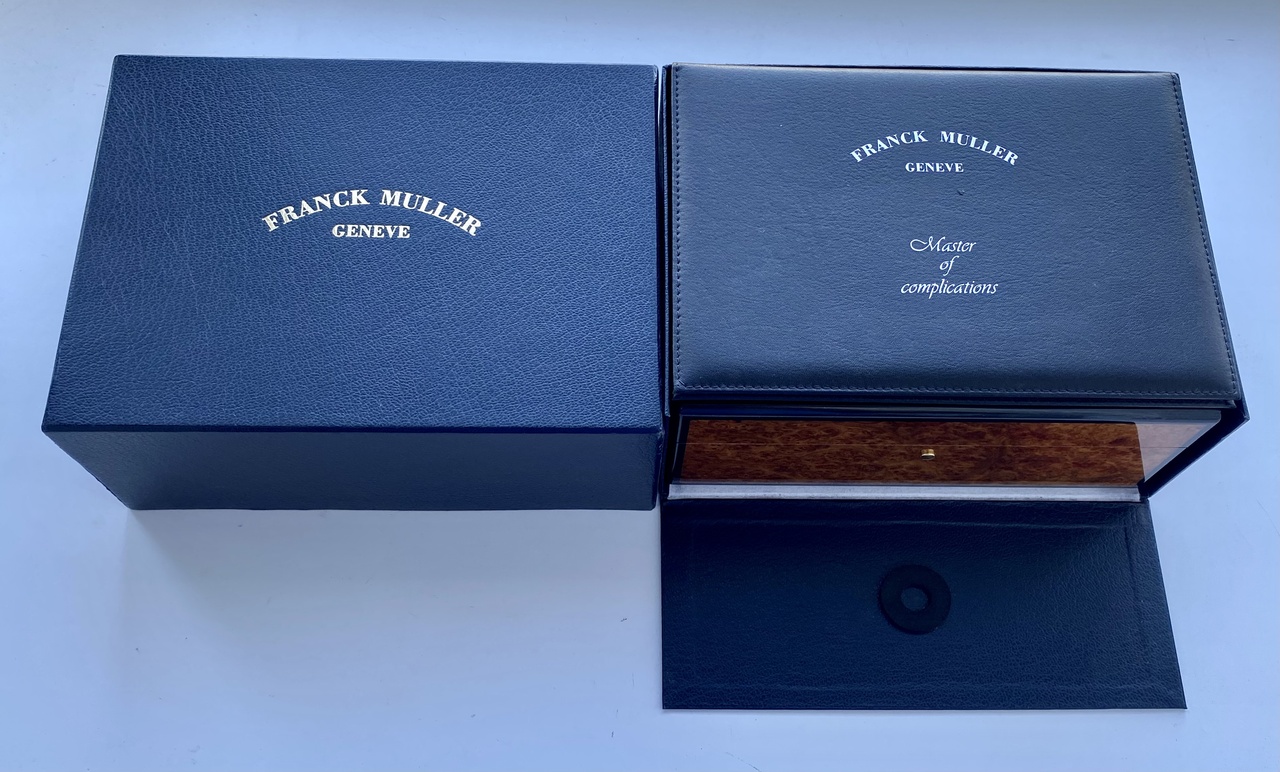 FRANCK MULLER
GENEVE
FRANCK MULLER
GENEVE
Master
of
complications